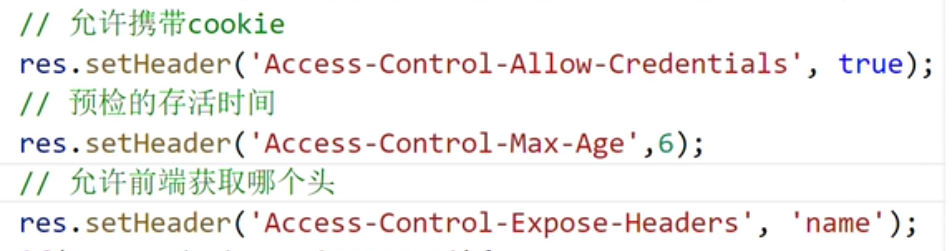 // 允许携带cookie
res.setHeader('Access-Control-Allow-Credentials', true);
// 预检的存活时间
res.setHeader('Access-Control-Max-Age',6);
// 允许前端获取哪个头
res.setHeader('Access-Control-Expose-Headers', 'name');